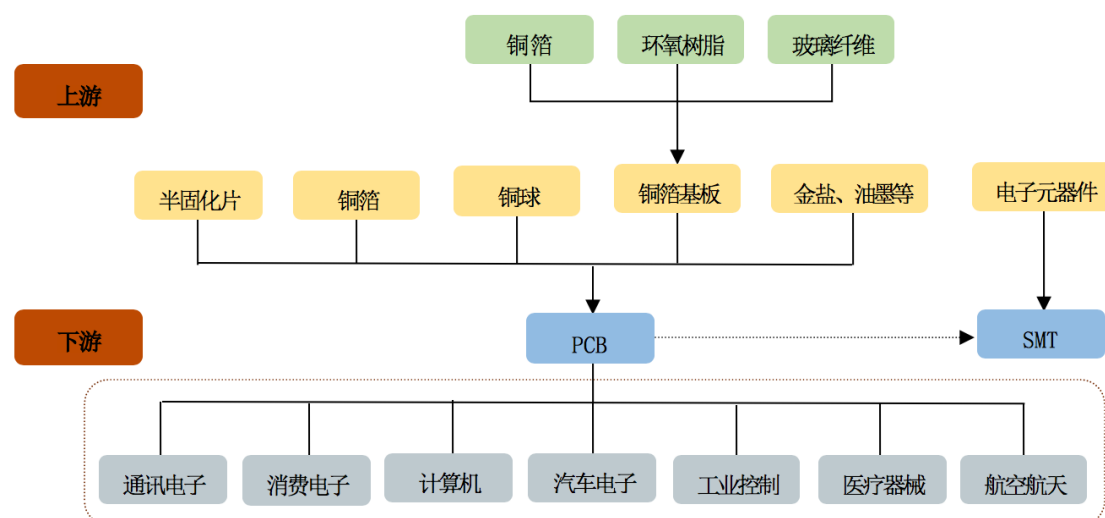 铜箔
环氧树脂
玻璃纤维
上游
半固化片
铜箔
铜球
铜箔基板
金盐、油墨等
电子元器件
下游
PCB
SMT
通讯电子
消费电子
计算机
汽车电子
工业控制
医疗器械
航空航天